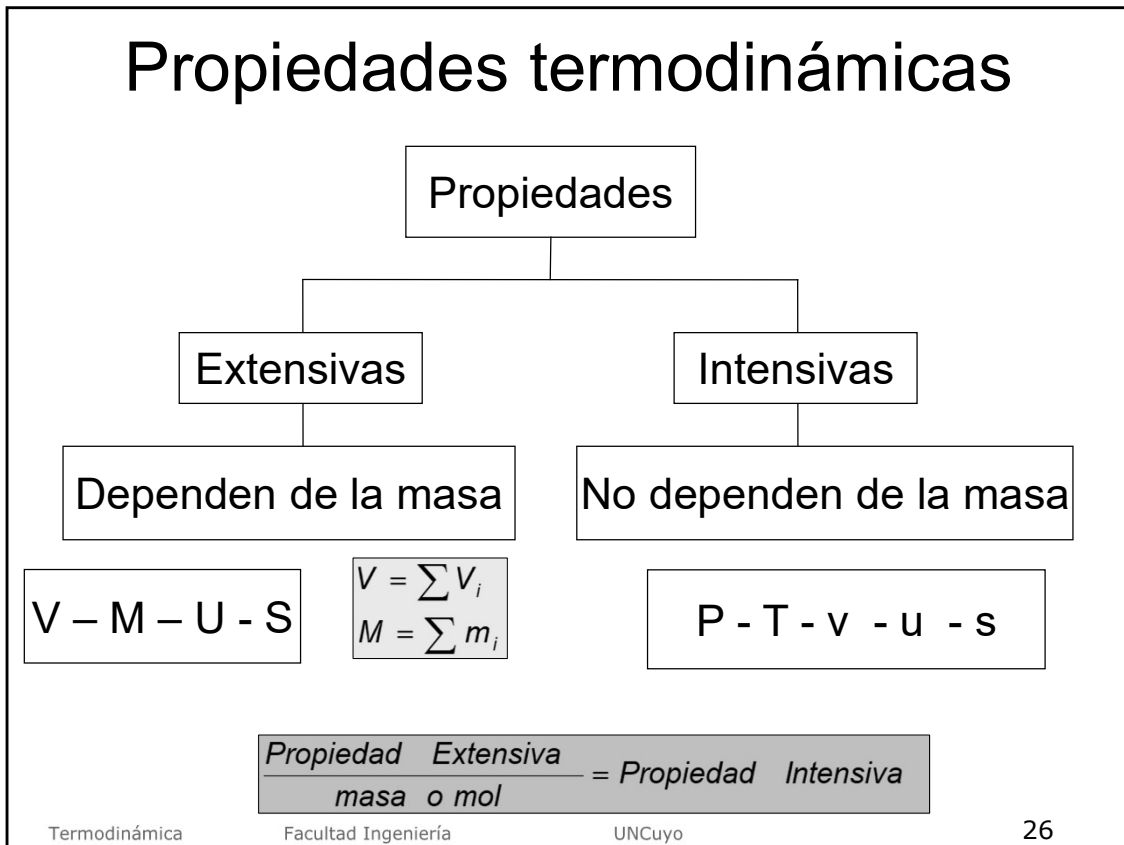 Propiedades termodinámicas
Propiedades
Extensivas
Intensivas
Dependen de la masa
No dependen de la masa
V – M – U - S
V = ∑ V_i
M = ∑ m_i
P - T - v - u - s
Propiedad Extensiva
masa o mol
= Propiedad Intensiva
Termodinámica Facultad Ingeniería UNCuyo 26